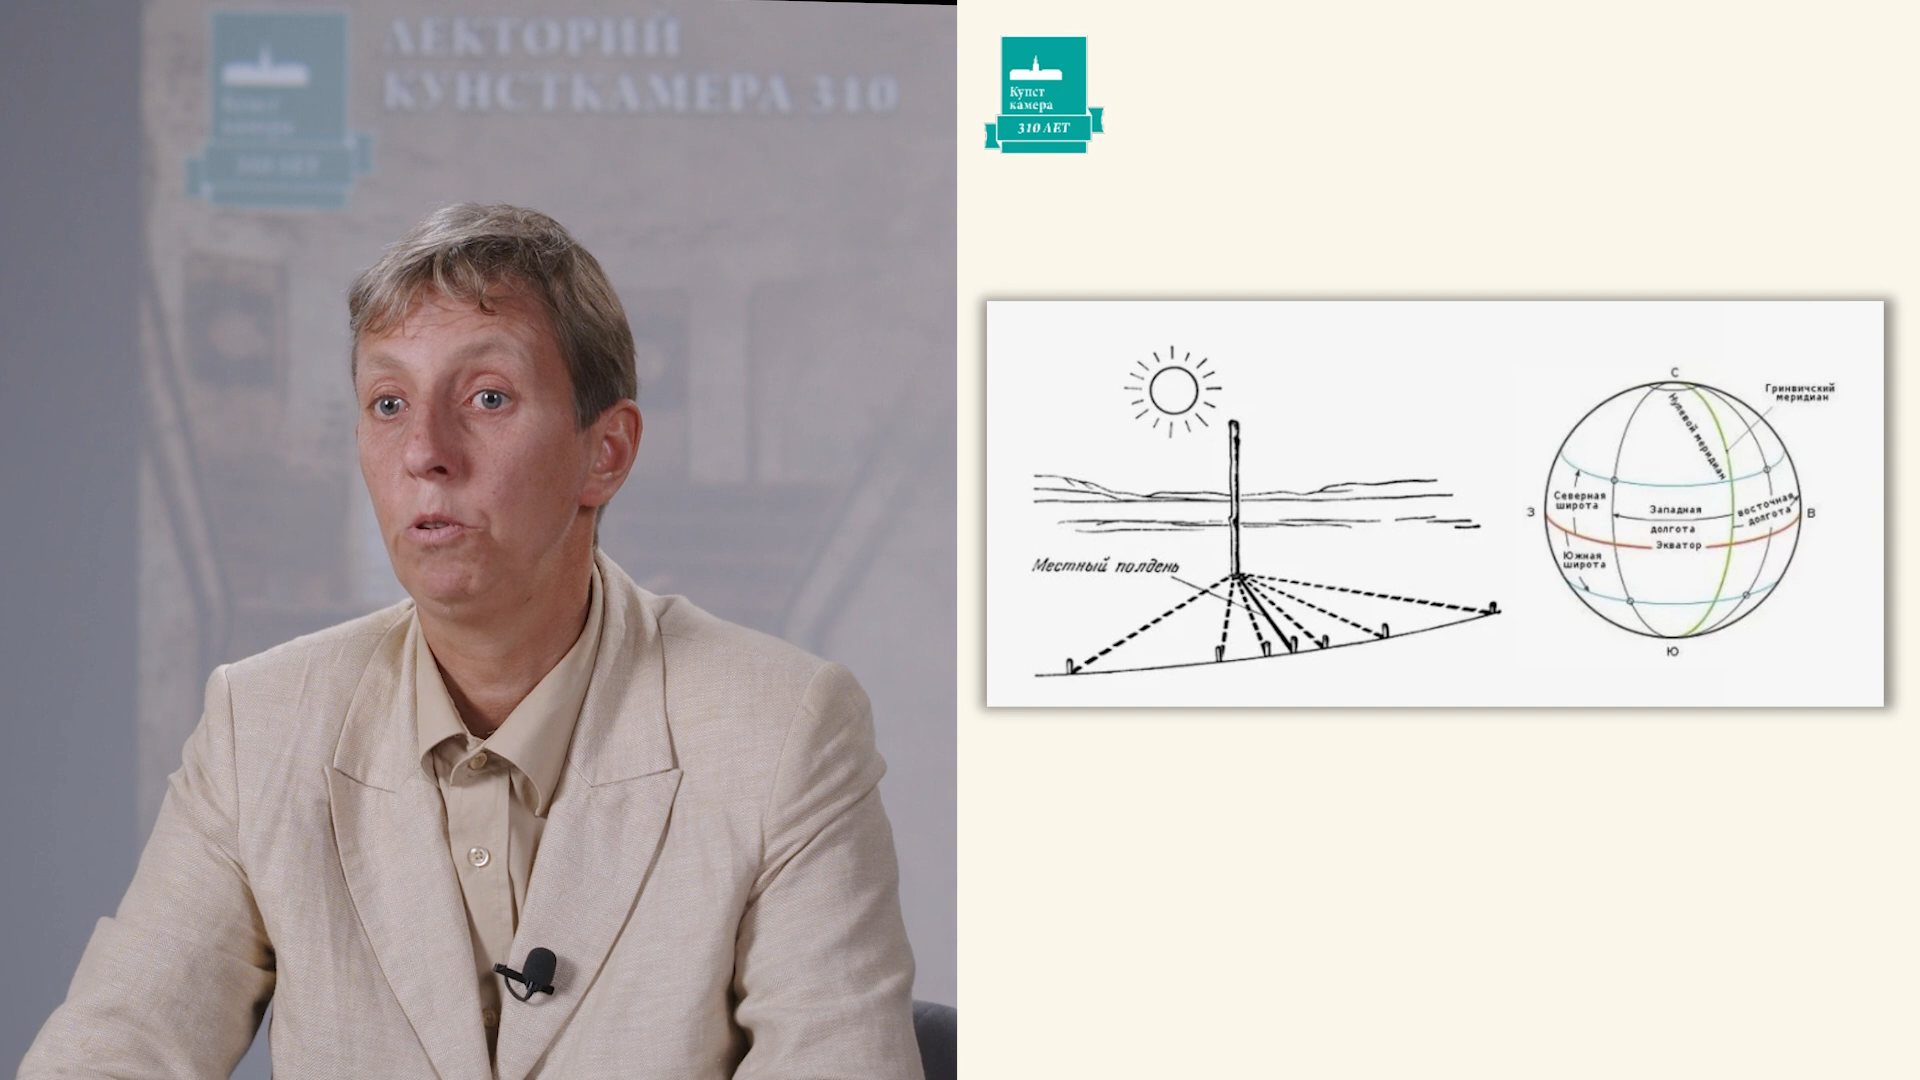 ЛЕКТОРИЙ
КУНСТКАМЕРА 310
Кунст
камера
310 ЛЕТ
Местный полдень
С
Гринвичский
меридиан
Нулевой меридиан
Северная
широта
З
Западная
долгота
восточная
долгота
В
Экватор
Южная
широта
Ю